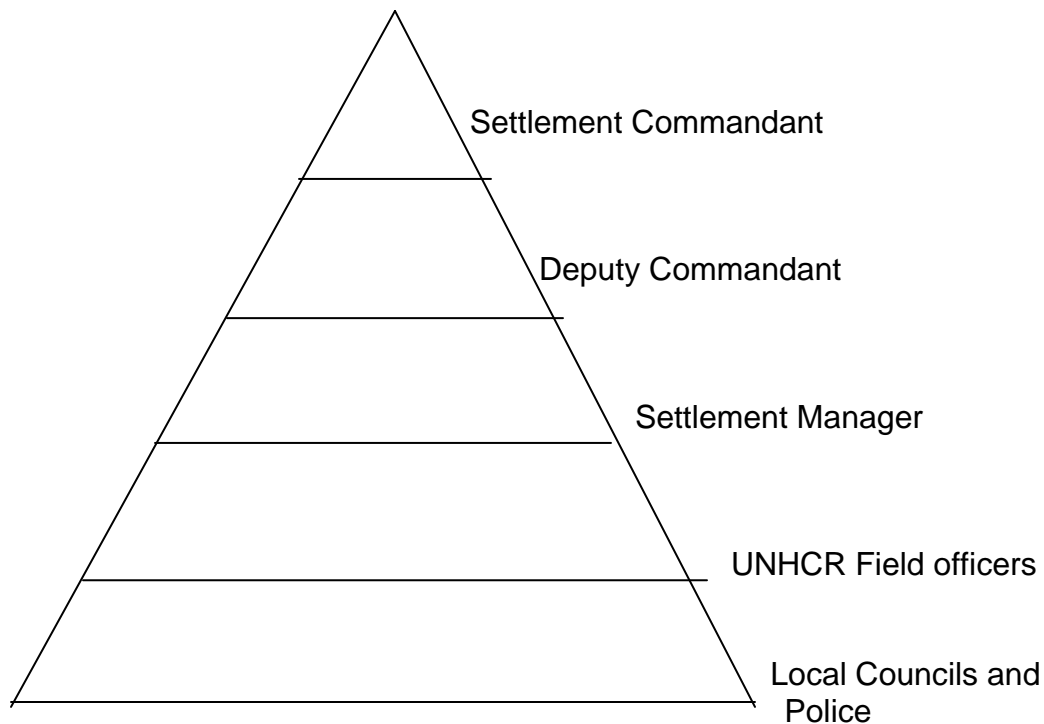 Settlement Commandant
Deputy Commandant
Settlement Manager
UNHCR Field officers
Local Councils and
Police